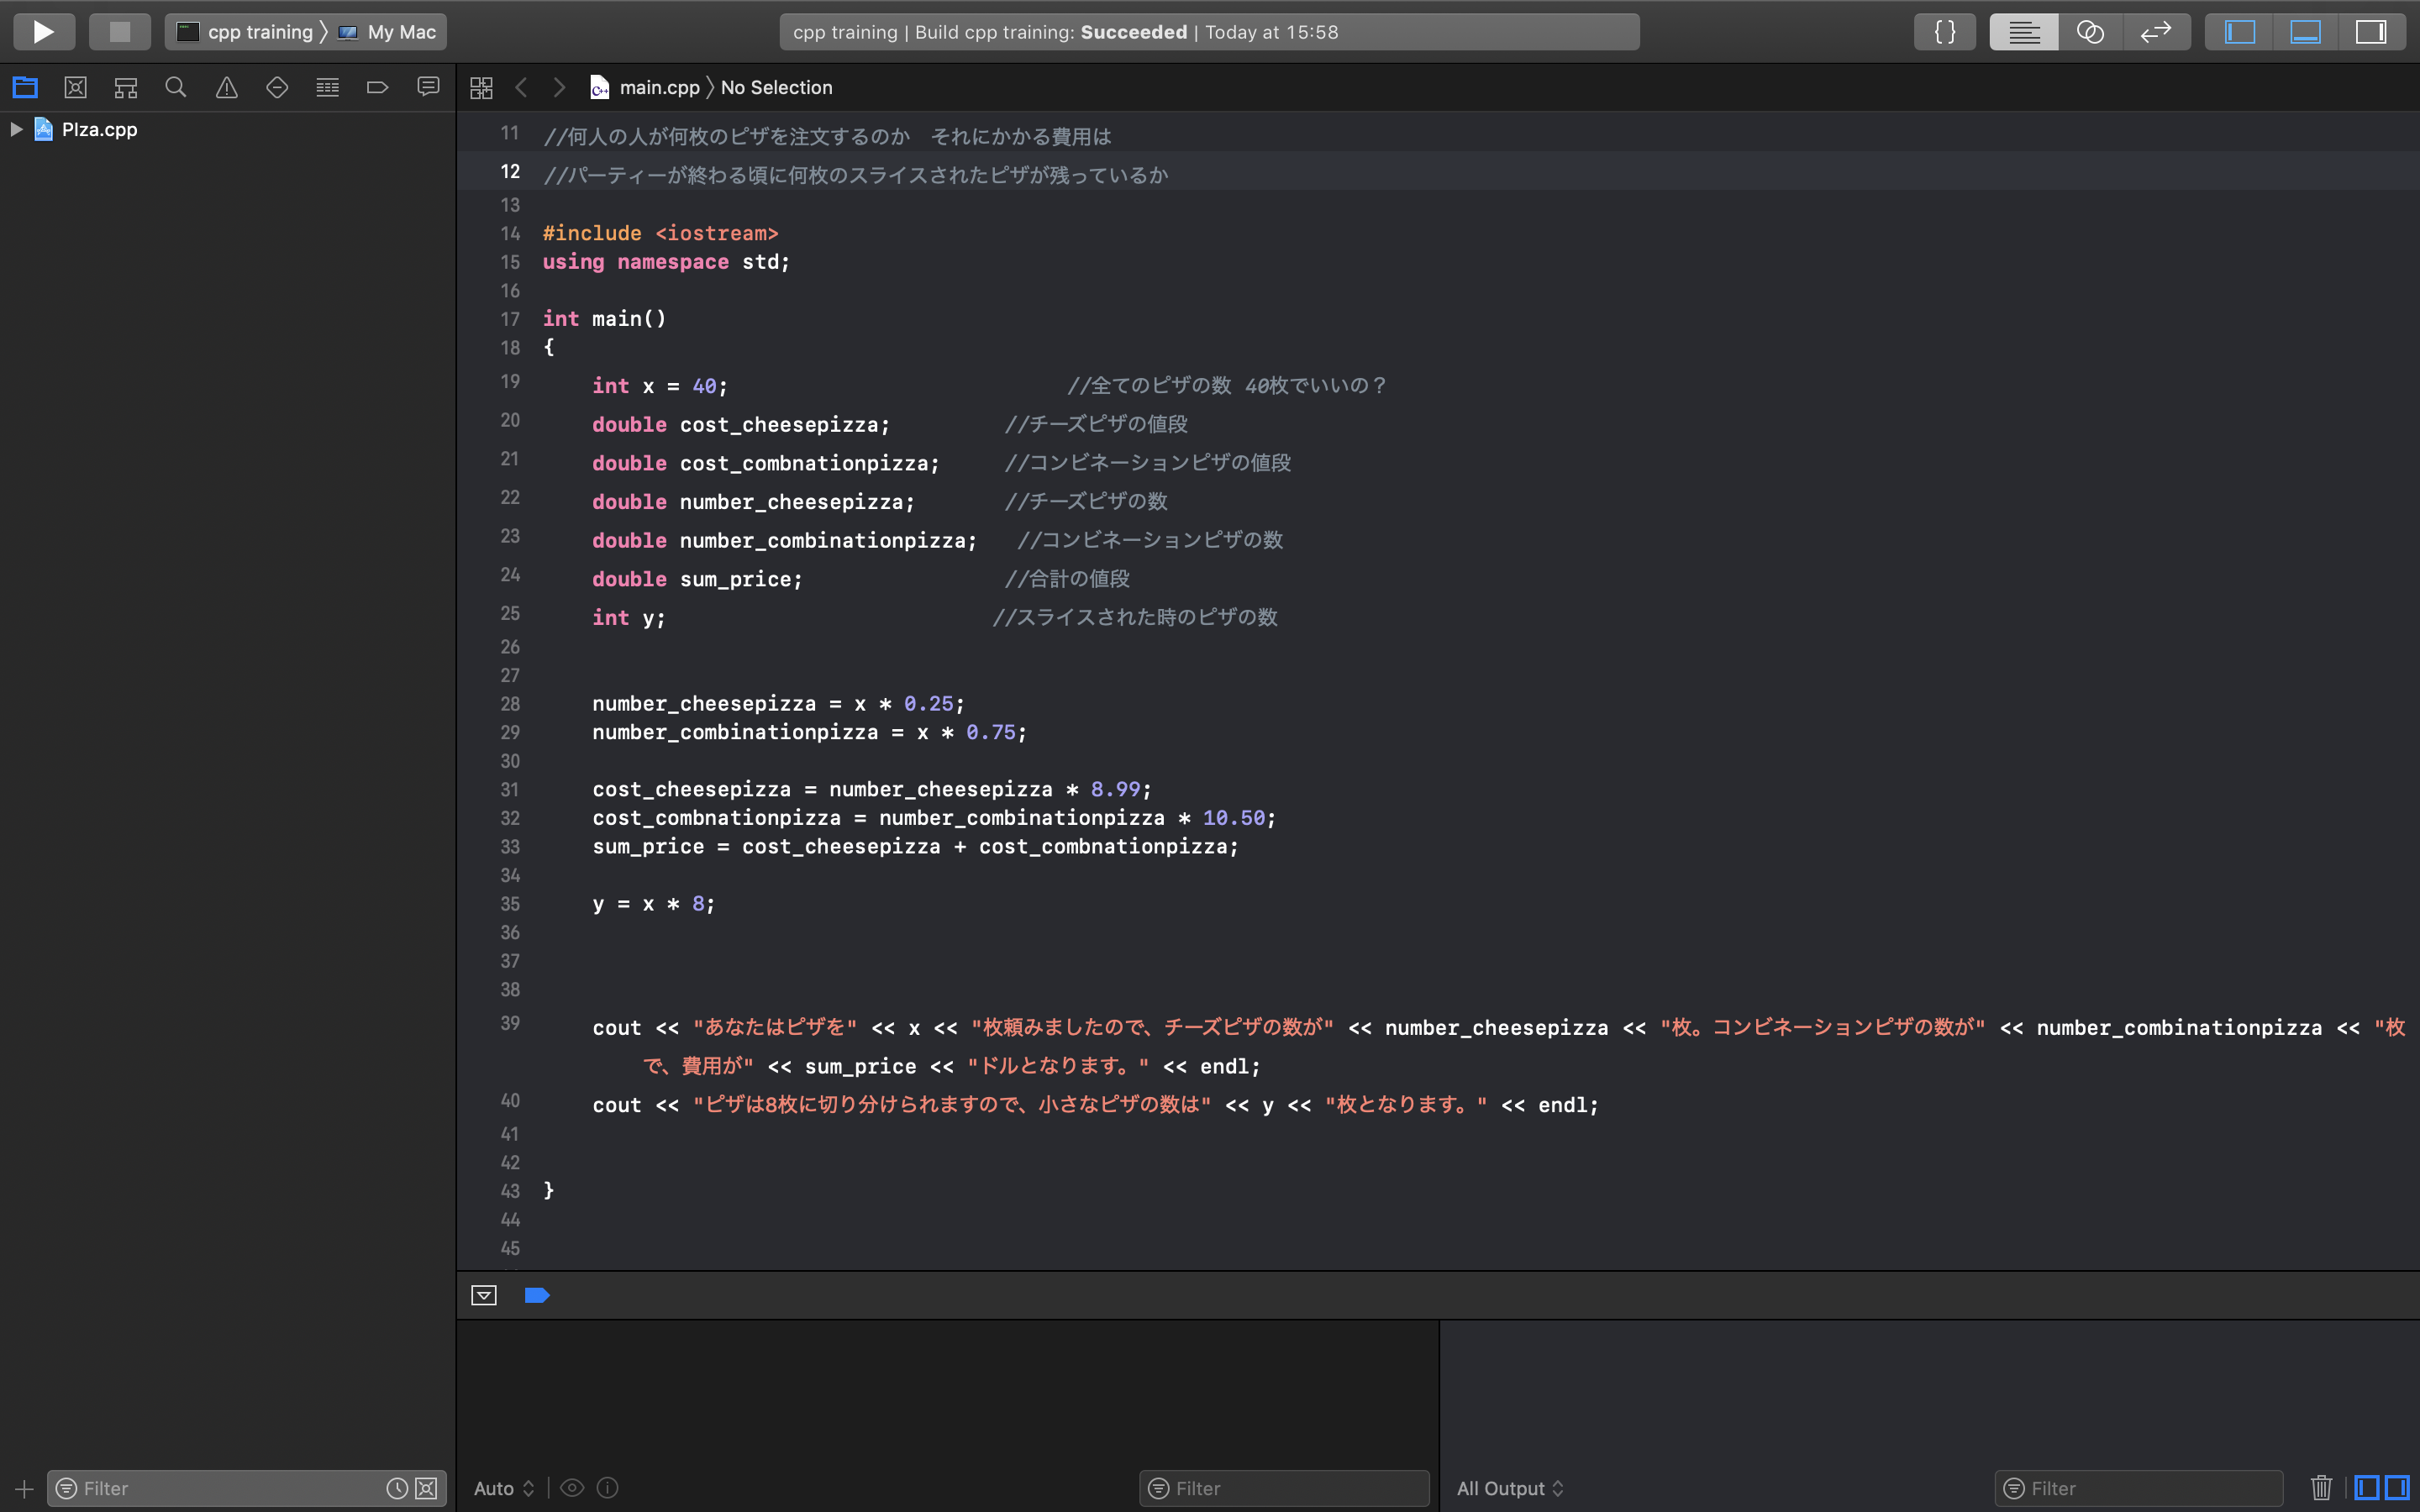 cpp training 〉 My Mac
cpp training | Build cpp training: Succeeded | Today at 15:58
{}
PIza.cpp
main.cpp 〉 No Selection
11 //何人の人が何枚のピザを注文するのか　それにかかる費用は
12 //パーティーが終わる頃に何枚のスライスされたピザが残っているか
13
14 #include <iostream>
15 using namespace std;
16
17 int main()
18 {
19     int x = 40;                           //全てのピザの数 40枚でいいの？
20     double cost_cheesepizza;         //チーズピザの値段
21     double cost_combnationpizza;     //コンビネーションピザの値段
22     double number_cheesepizza;       //チーズピザの数
23     double number_combinationpizza;   //コンビネーションピザの数
24     double sum_price;                //合計の値段
25     int y;                          //スライスされた時のピザの数
26
27
28     number_cheesepizza = x * 0.25;
29     number_combinationpizza = x * 0.75;
30
31     cost_cheesepizza = number_cheesepizza * 8.99;
32     cost_combnationpizza = number_combinationpizza * 10.50;
33     sum_price = cost_cheesepizza + cost_combnationpizza;
34
35     y = x * 8;
36
37
38
39     cout << "あなたはピザを" << x << "枚頼みましたので、チーズピザの数が" << number_cheesepizza << "枚。コンビネーションピザの数が" << number_combinationpizza << "枚
で、費用が" << sum_price << "ドルとなります。" << endl;
40     cout << "ピザは8枚に切り分けられますので、小さなピザの数は" << y << "枚となります。" << endl;
41
42
43 }
44
45
Filter
Auto
Filter
All Output
Filter